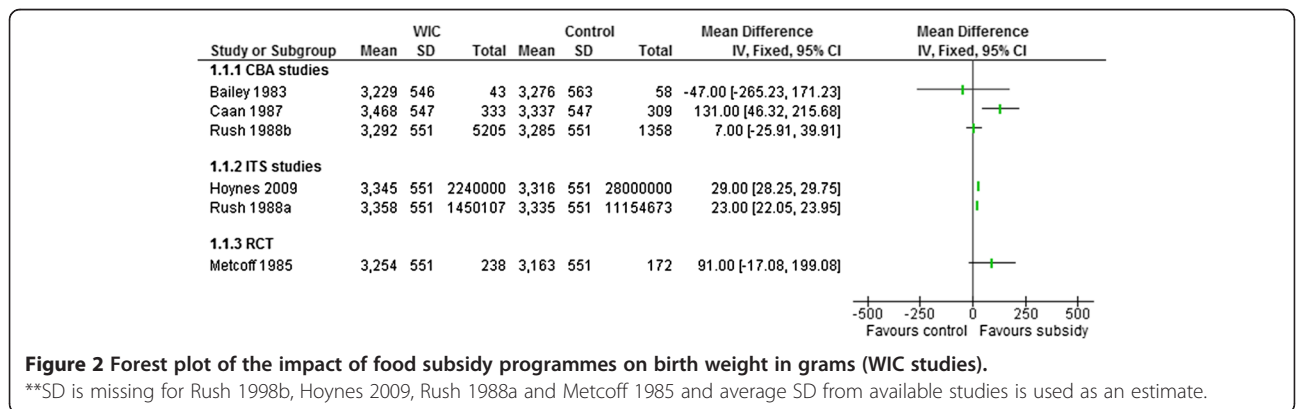 WIC Control Mean Difference Mean Difference
Study or Subgroup Mean SD Total Mean SD Total IV, Fixed, 95% CI IV, Fixed, 95% CI
1.1.1 CBA studies
Bailey 1983 3,229 546 43 3,276 563 58 -47.00 [-265.23, 171.23]
Caan 1987 3,468 547 333 3,337 547 309 131.00 [46.32, 215.68]
Rush 1988b 3,292 551 5205 3,285 551 1358 7.00 [-25.91, 39.91]
1.1.2 ITS studies
Hoynes 2009 3,345 551 2240000 3,316 551 28000000 29.00 [28.25, 29.75]
Rush 1988a 3,358 551 1450107 3,335 551 11154673 23.00 [22.05, 23.95]
1.1.3 RCT
Metcoff 1985 3,254 551 238 3,163 551 172 91.00 [-17.08, 199.08]
-500 -250 0 250 500
Favours control Favours subsidy
Figure 2 Forest plot of the impact of food subsidy programmes on birth weight in grams (WIC studies).
**SD is missing for Rush 1998b, Hoynes 2009, Rush 1988a and Metcoff 1985 and average SD from available studies is used as an estimate.